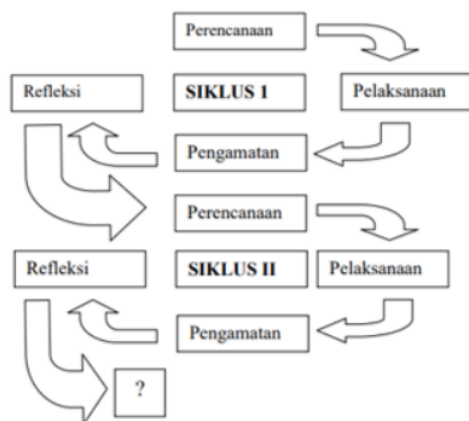 Perencanaan
Refleksi
SIKLUS 1
Pelaksanaan
Pengamatan
Perencanaan
Refleksi
SIKLUS II
Pelaksanaan
Pengamatan
?